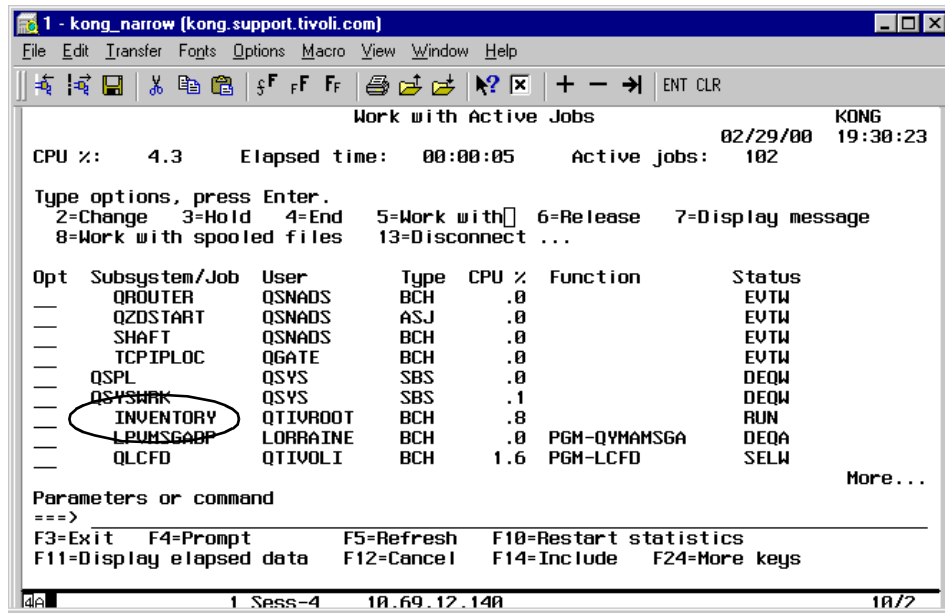 1 - kong_narrow (kong.support.tivoli.com)
File Edit Transfer Fonts Options Macro View Window Help
ENT CLR
Work with Active Jobs KONG
02/29/00 19:30:23
CPU %: 4.3 Elapsed time: 00:00:05 Active jobs: 102
Type options, press Enter.
2=Change 3=Hold 4=End 5=Work with 6=Release 7=Display message
8=Work with spooled files 13=Disconnect ...
Opt Subsystem/Job User Type CPU % Function Status
QROUTER QSNADS BCH .0 EVTW
QZDSTART QSNADS ASJ .0 EVTW
SHAFT QSNADS BCH .0 EVTW
TCPIPLOC QGATE BCH .0 EVTW
QSPL QSYS SBS .0 DEQW
QSYSWRK QSYS SBS .1 DEQW
INVENTORY QTIVROOT BCH .8 RUN
LPVMSGADP LORRAINE BCH .0 PGM-QYMAMSGA DEQA
QLCFD QTIVOLI BCH 1.6 PGM-LCFD SELW
More...
Parameters or command
===>
F3=Exit F4=Prompt F5=Refresh F10=Restart statistics
F11=Display elapsed data F12=Cancel F14=Include F24=More keys
4A 1 Sess-4 10.69.12.140 10/2